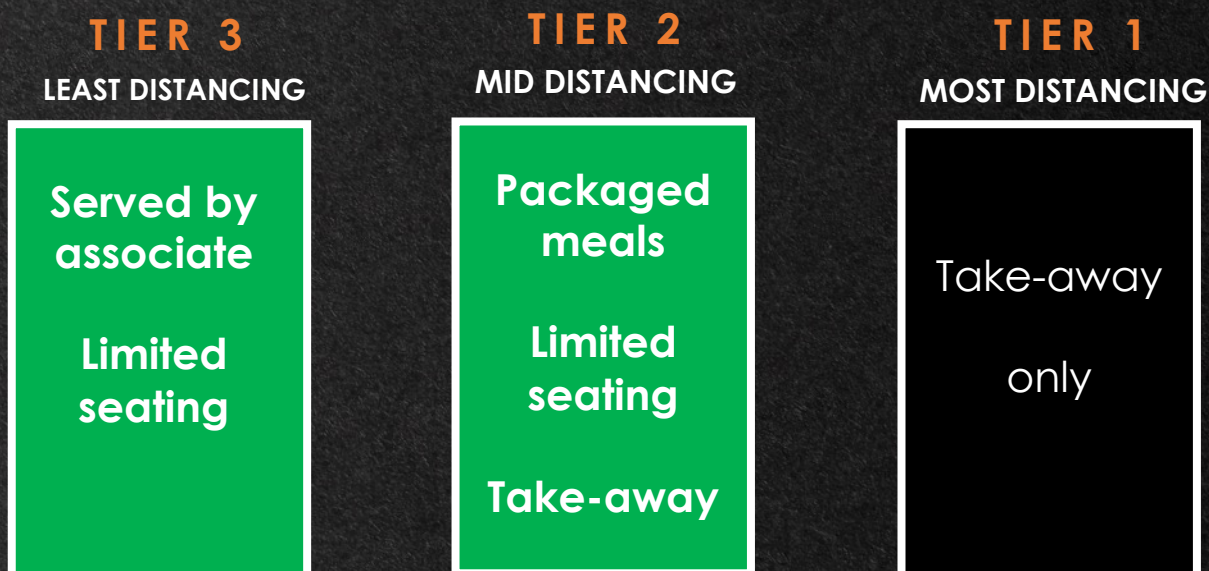 TIER 3
LEAST DISTANCING
Served by
associate
Limited
seating
TIER 2
MID DISTANCING
Packaged
meals
Limited
seating
Take-away
TIER 1
MOST DISTANCING
Take-away
only